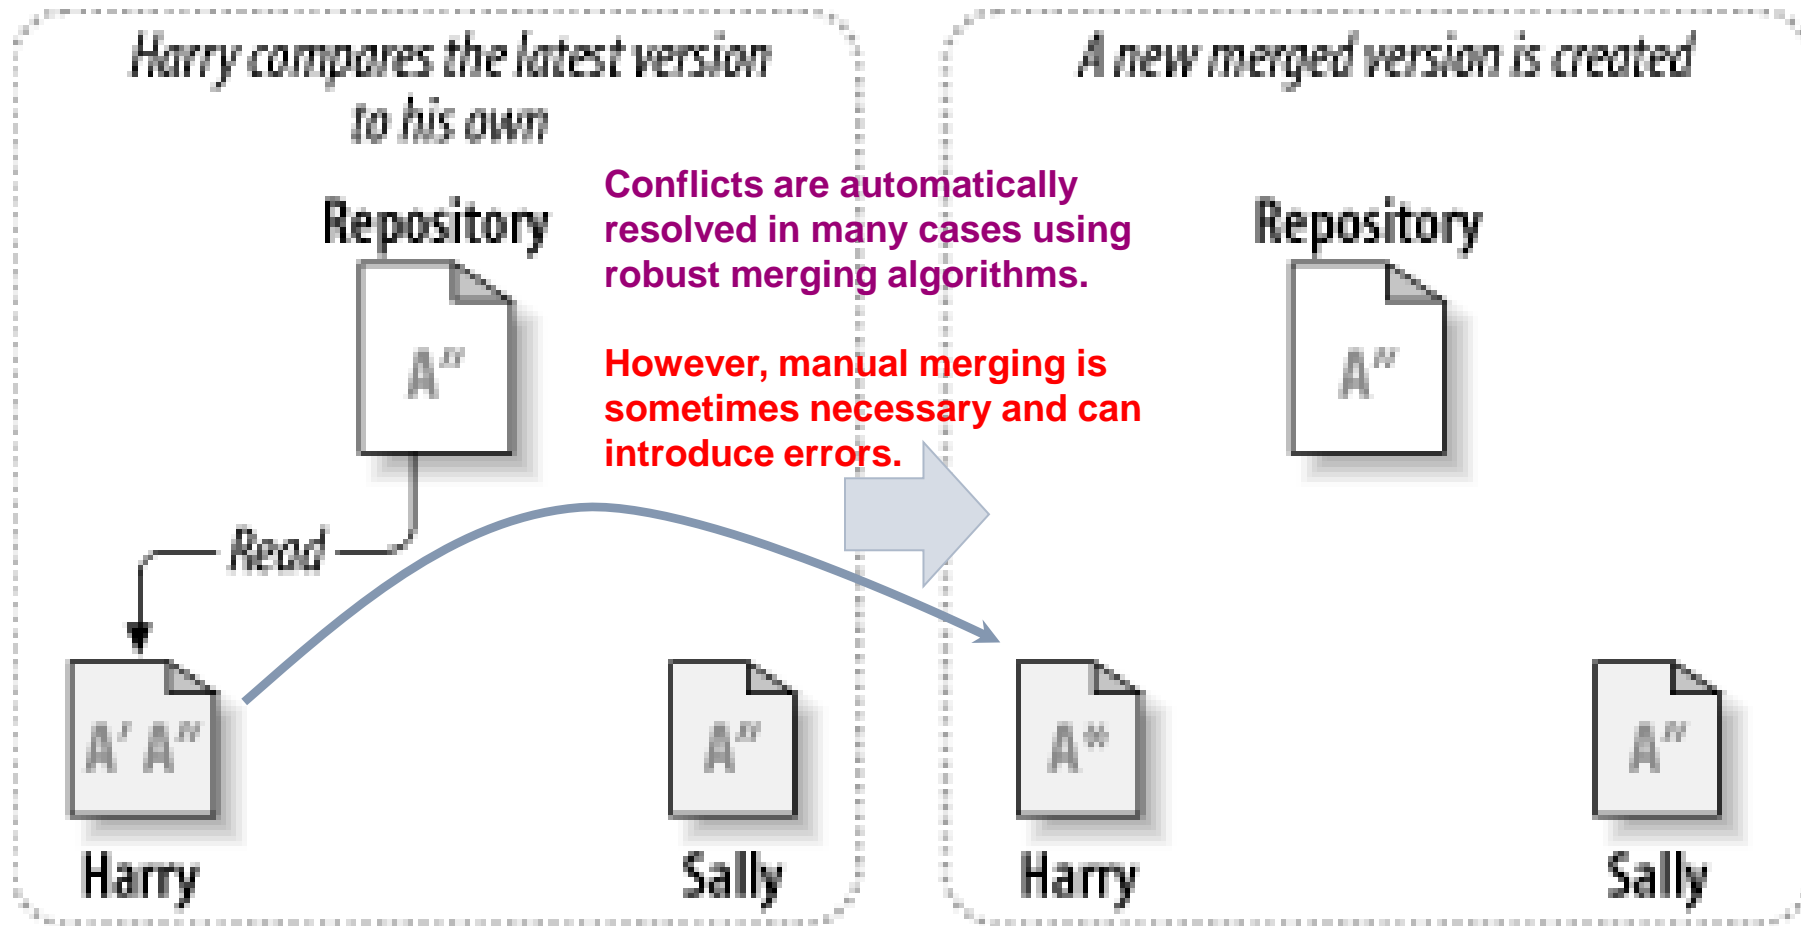 Harry compares the latest version
to his own
Repository
A"
Read
A' A"
Harry
A"
Sally
Conflicts are automatically
resolved in many cases using
robust merging algorithms.
However, manual merging is
sometimes necessary and can
introduce errors.
A new merged version is created
Repository
A"
A*
Harry
A"
Sally